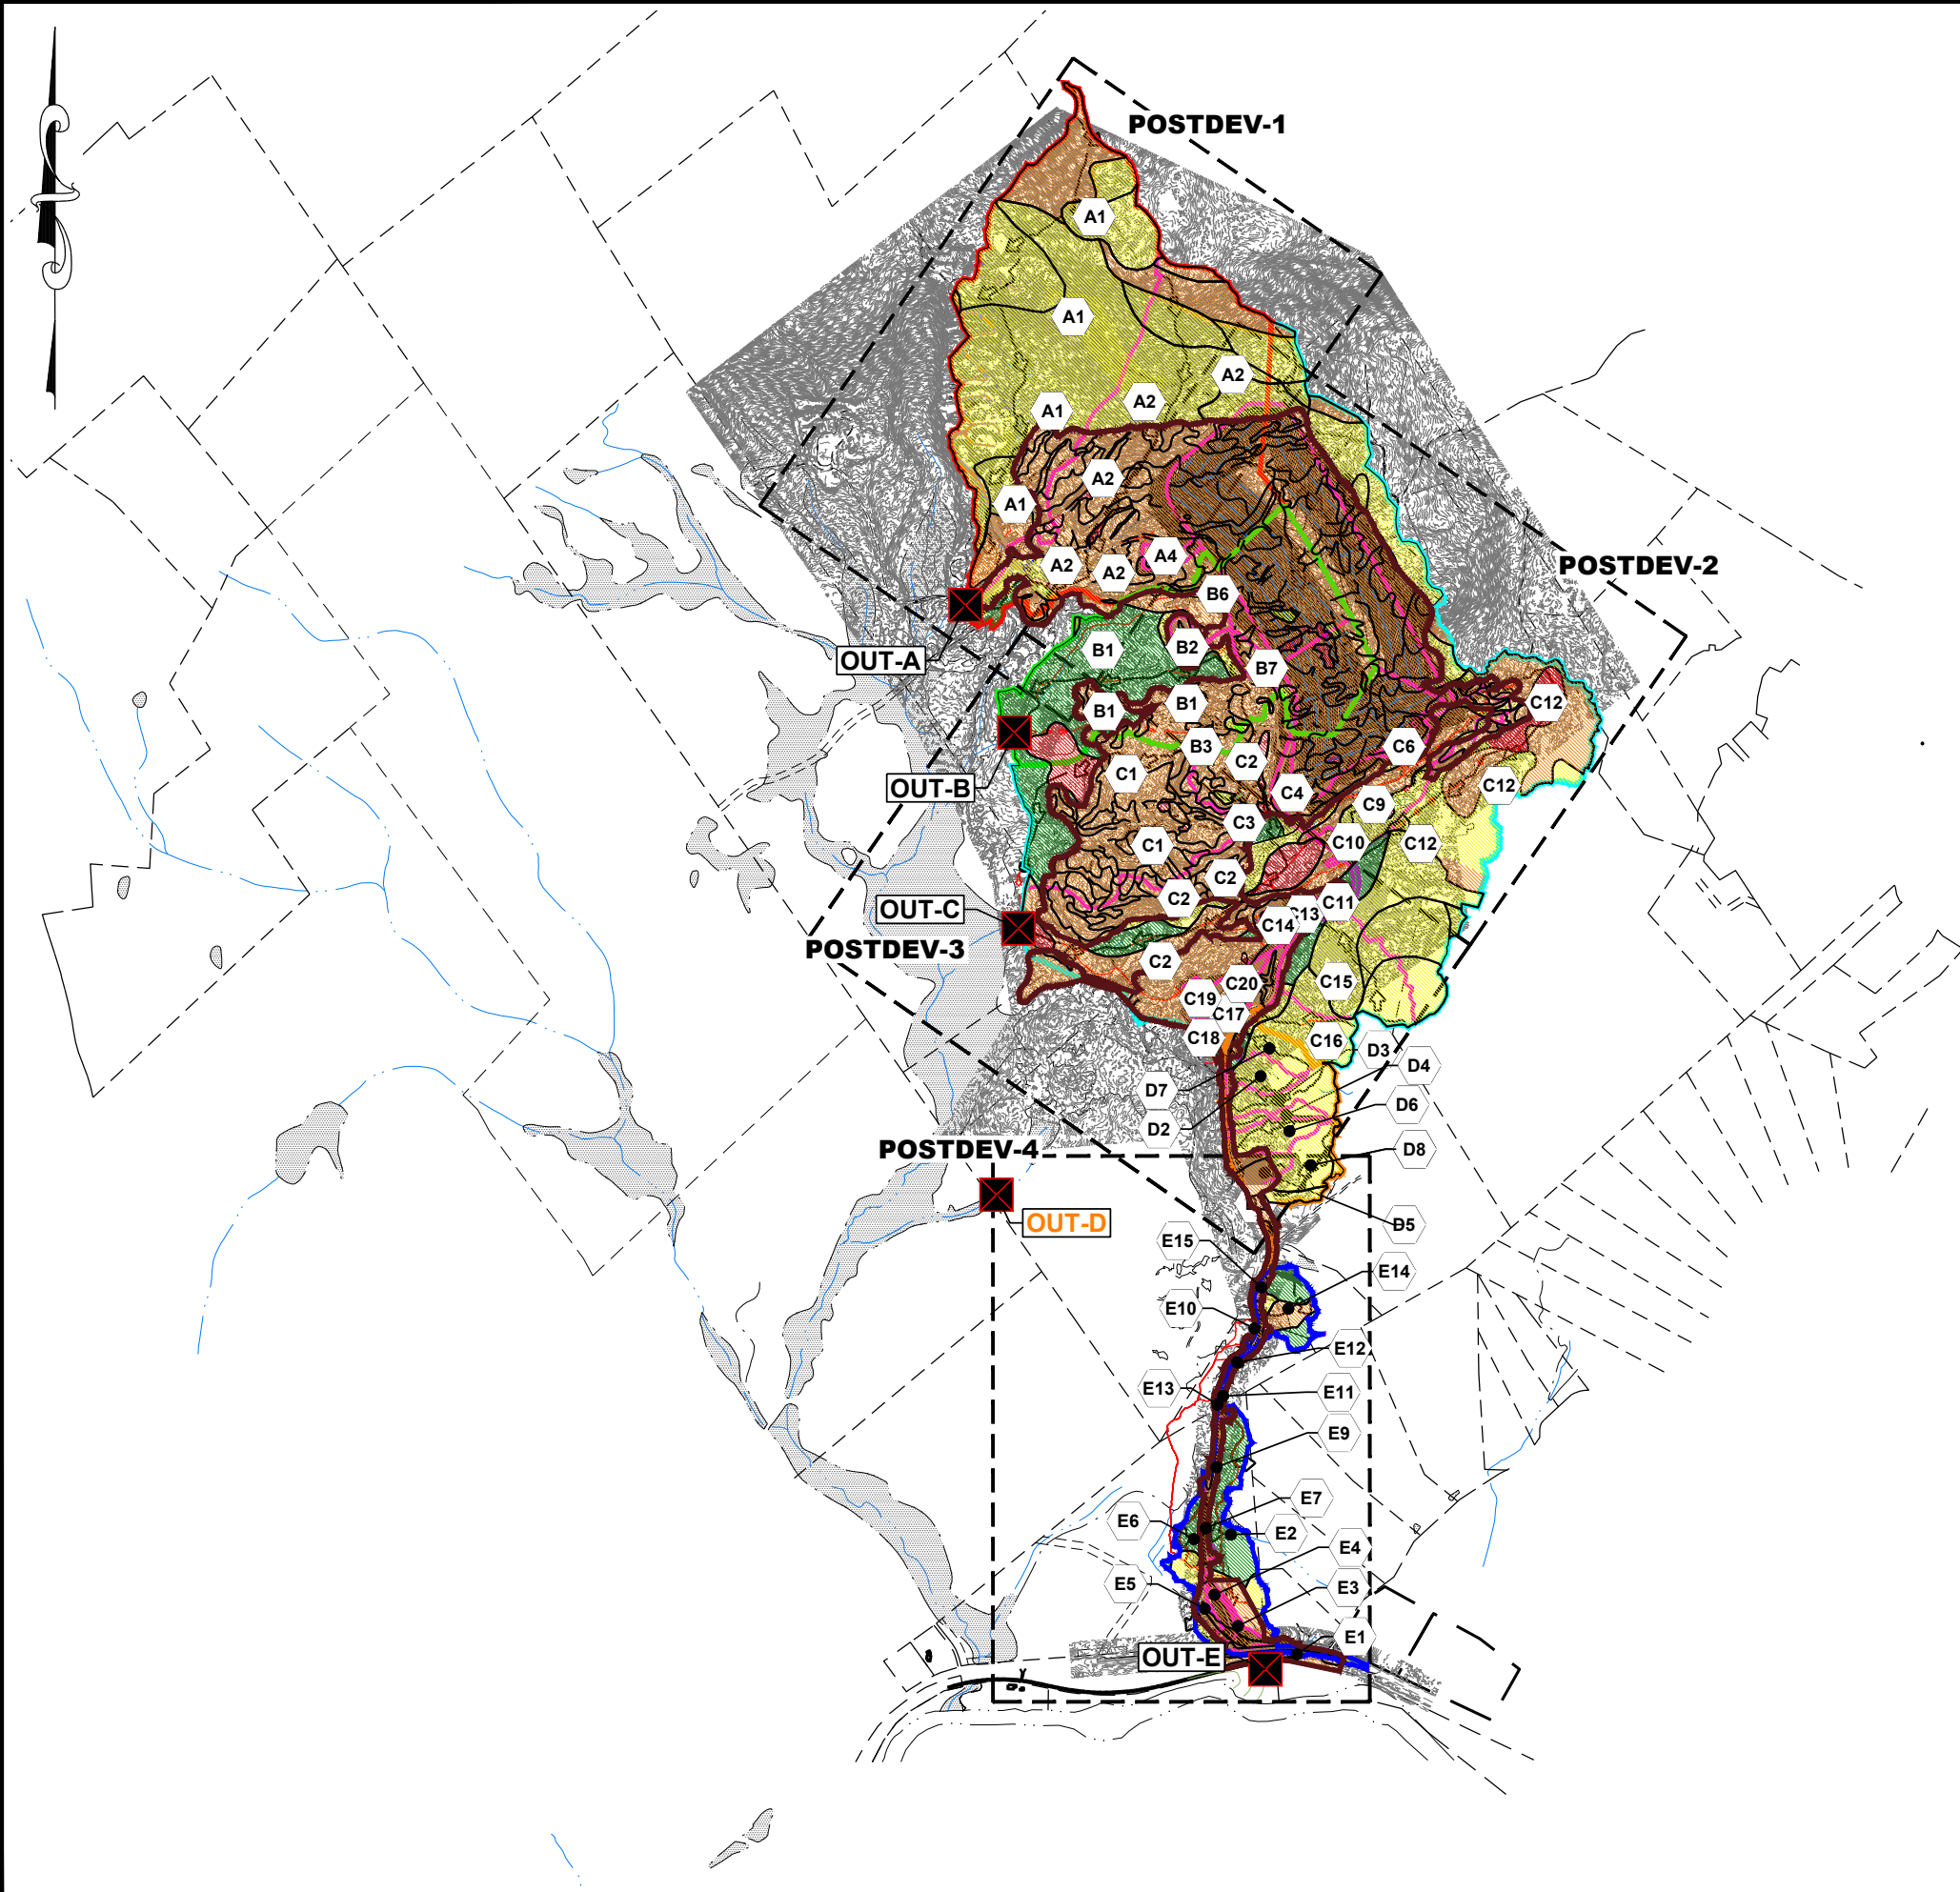 POSTDEV-1
A1
A1
A2
A2
A1
A2
A1
A4
A2
A2
POSTDEV-2
B6
B1
B2
OUT-A
B7
C12
B1
B1
B3
C6
C2
C1
OUT-B
C12
C4
C9
C3
C10
C12
C1
C2
C2
C11
OUT-C
C13
C14
POSTDEV-3
C2
C15
C20
C19
C17
C18
C16
D3
D4
D7
D6
D2
POSTDEV-4
D8
OUT-D
D5
E15
E14
E10
E12
E13
E11
E9
E7
E6
E2
E4
E5
E3
E1
OUT-E